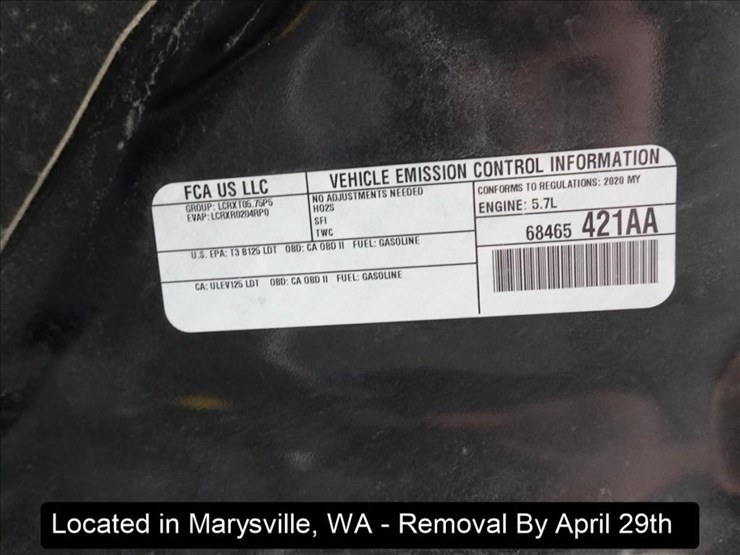 FCA US LLC
GROUP: LCRXT05.75P5
EVAP: LCRXR0204RP0
VEHICLE EMISSION CONTROL INFORMATION
NO ADJUSTMENTS NEEDED
HO2S
SFI
TWC
CONFORMS TO REGULATIONS: 2020 MY
ENGINE: 5.7L
68465 421AA
U.S. EPA: T3 B125 LDT OBD: CA OBD II FUEL: GASOLINE
CA: ULEV125 LDT OBD: CA OBD II FUEL: GASOLINE
Located in Marysville, WA - Removal By April 29th